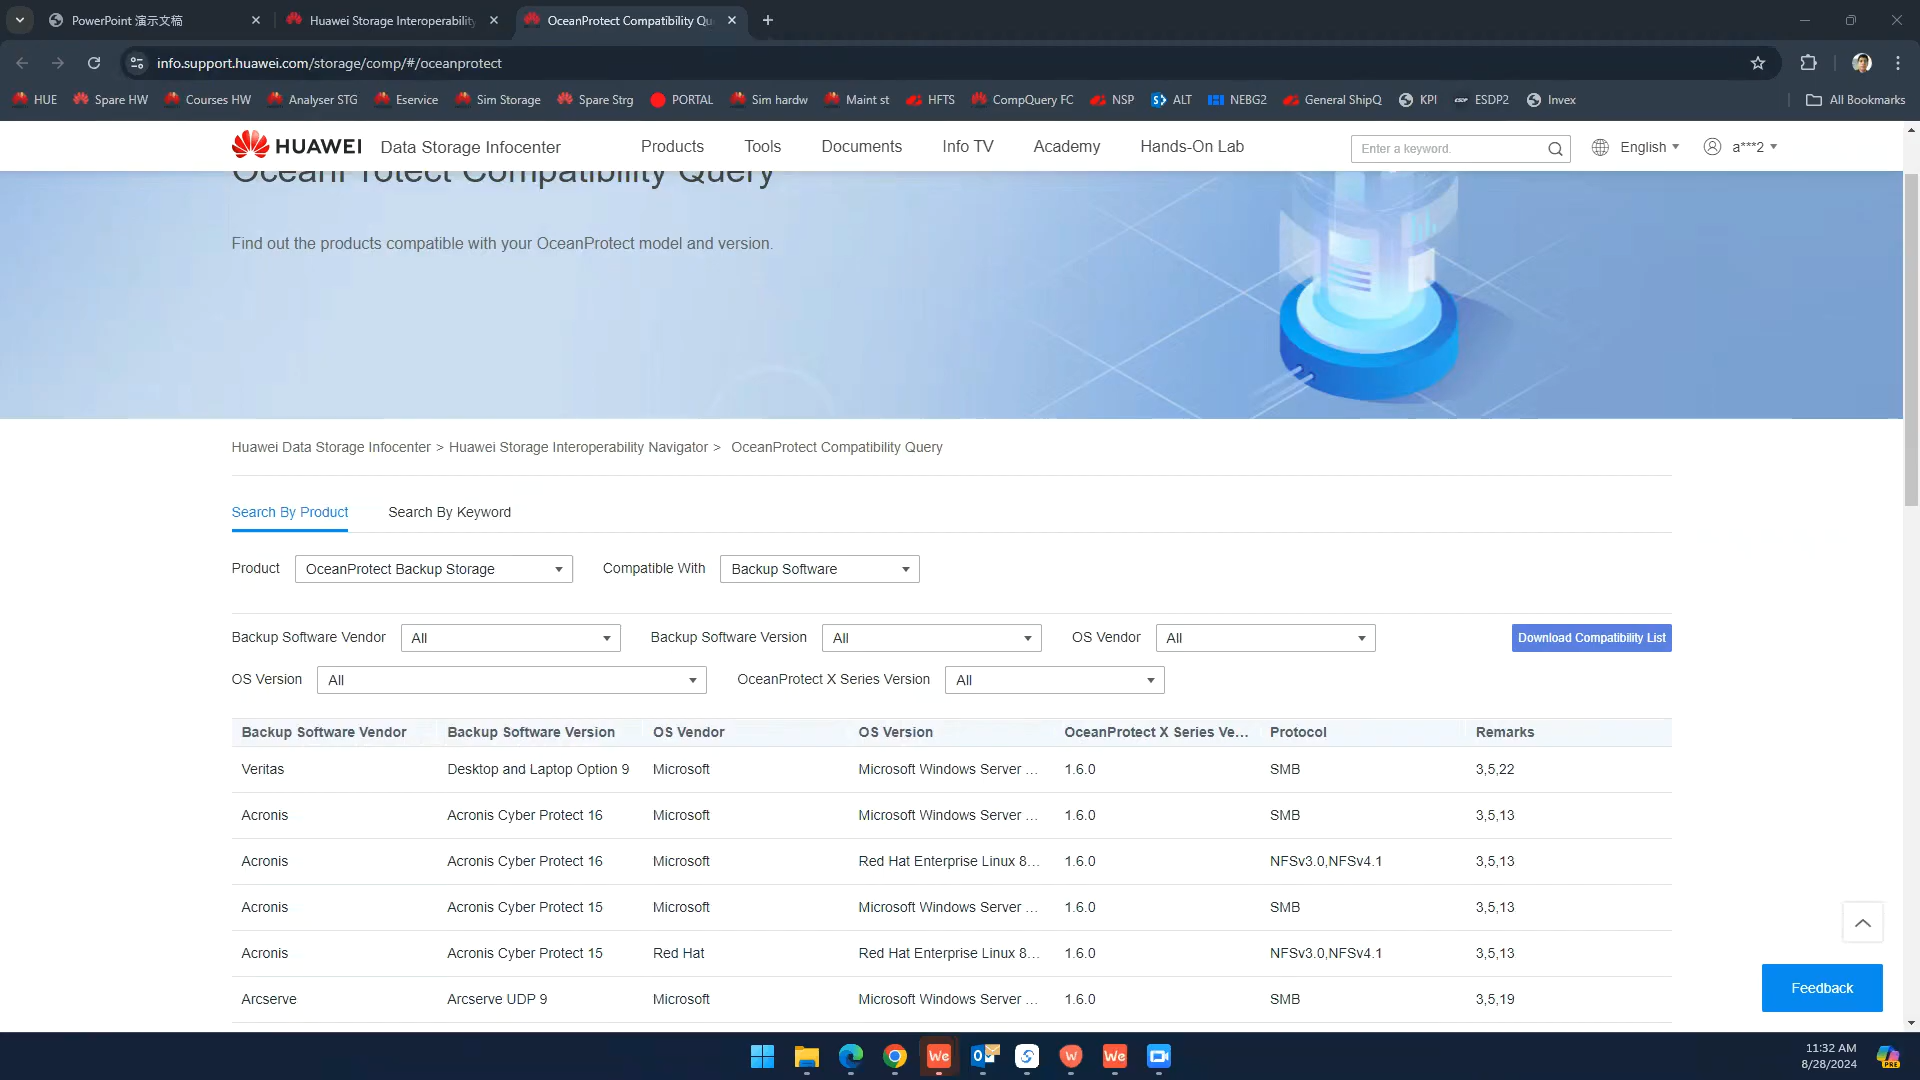 PowerPoint 演示文稿
Huawei Storage Interoperability
OceanProtect Compatibility Qu
info.support.huawei.com/storage/comp/#/oceanprotect
HUE Spare HW Courses HW Analyser STG Eservice Sim Storage Spare Strg PORTAL Sim hardw Maint st HFTS CompQuery FC NSP ALT NEBG2 General ShipQ KPI ESDP2 Invex All Bookmarks
HUAWEI Data Storage Infocenter Products Tools Documents Info TV Academy Hands-On Lab Enter a keyword. English a***2
OceanProtect Compatibility Query
Find out the products compatible with your OceanProtect model and version.
Huawei Data Storage Infocenter > Huawei Storage Interoperability Navigator > OceanProtect Compatibility Query
Search By Product Search By Keyword
Product OceanProtect Backup Storage Compatible With Backup Software
Backup Software Vendor All Backup Software Version All OS Vendor All Download Compatibility List
OS Version All OceanProtect X Series Version All
Backup Software Vendor Backup Software Version OS Vendor OS Version OceanProtect X Series Ve... Protocol Remarks
Veritas Desktop and Laptop Option 9 Microsoft Microsoft Windows Server ... 1.6.0 SMB 3,5,22
Acronis Acronis Cyber Protect 16 Microsoft Microsoft Windows Server ... 1.6.0 SMB 3,5,13
Acronis Acronis Cyber Protect 16 Microsoft Red Hat Enterprise Linux 8... 1.6.0 NFSv3.0,NFSv4.1 3,5,13
Acronis Acronis Cyber Protect 15 Microsoft Microsoft Windows Server ... 1.6.0 SMB 3,5,13
Acronis Acronis Cyber Protect 15 Red Hat Red Hat Enterprise Linux 8... 1.6.0 NFSv3.0,NFSv4.1 3,5,13
Arcserve Arcserve UDP 9 Microsoft Microsoft Windows Server ... 1.6.0 SMB 3,5,19
Feedback
We We
11:32 AM
8/28/2024
PRE